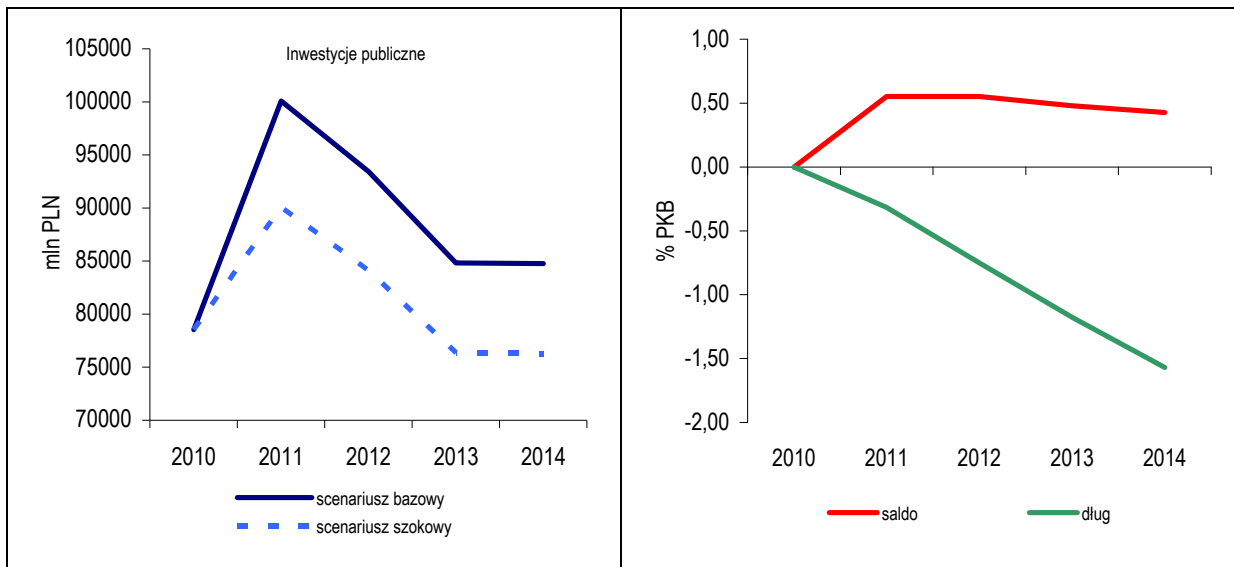 Inwestycje publiczne
mln PLN
105000
100000
95000
90000
85000
80000
75000
70000
2010 2011 2012 2013 2014
scenariusz bazowy
scenariusz szokowy
% PKB
1,00
0,50
0,00
-0,50
-1,00
-1,50
-2,00
2010 2011 2012 2013 2014
saldo dług